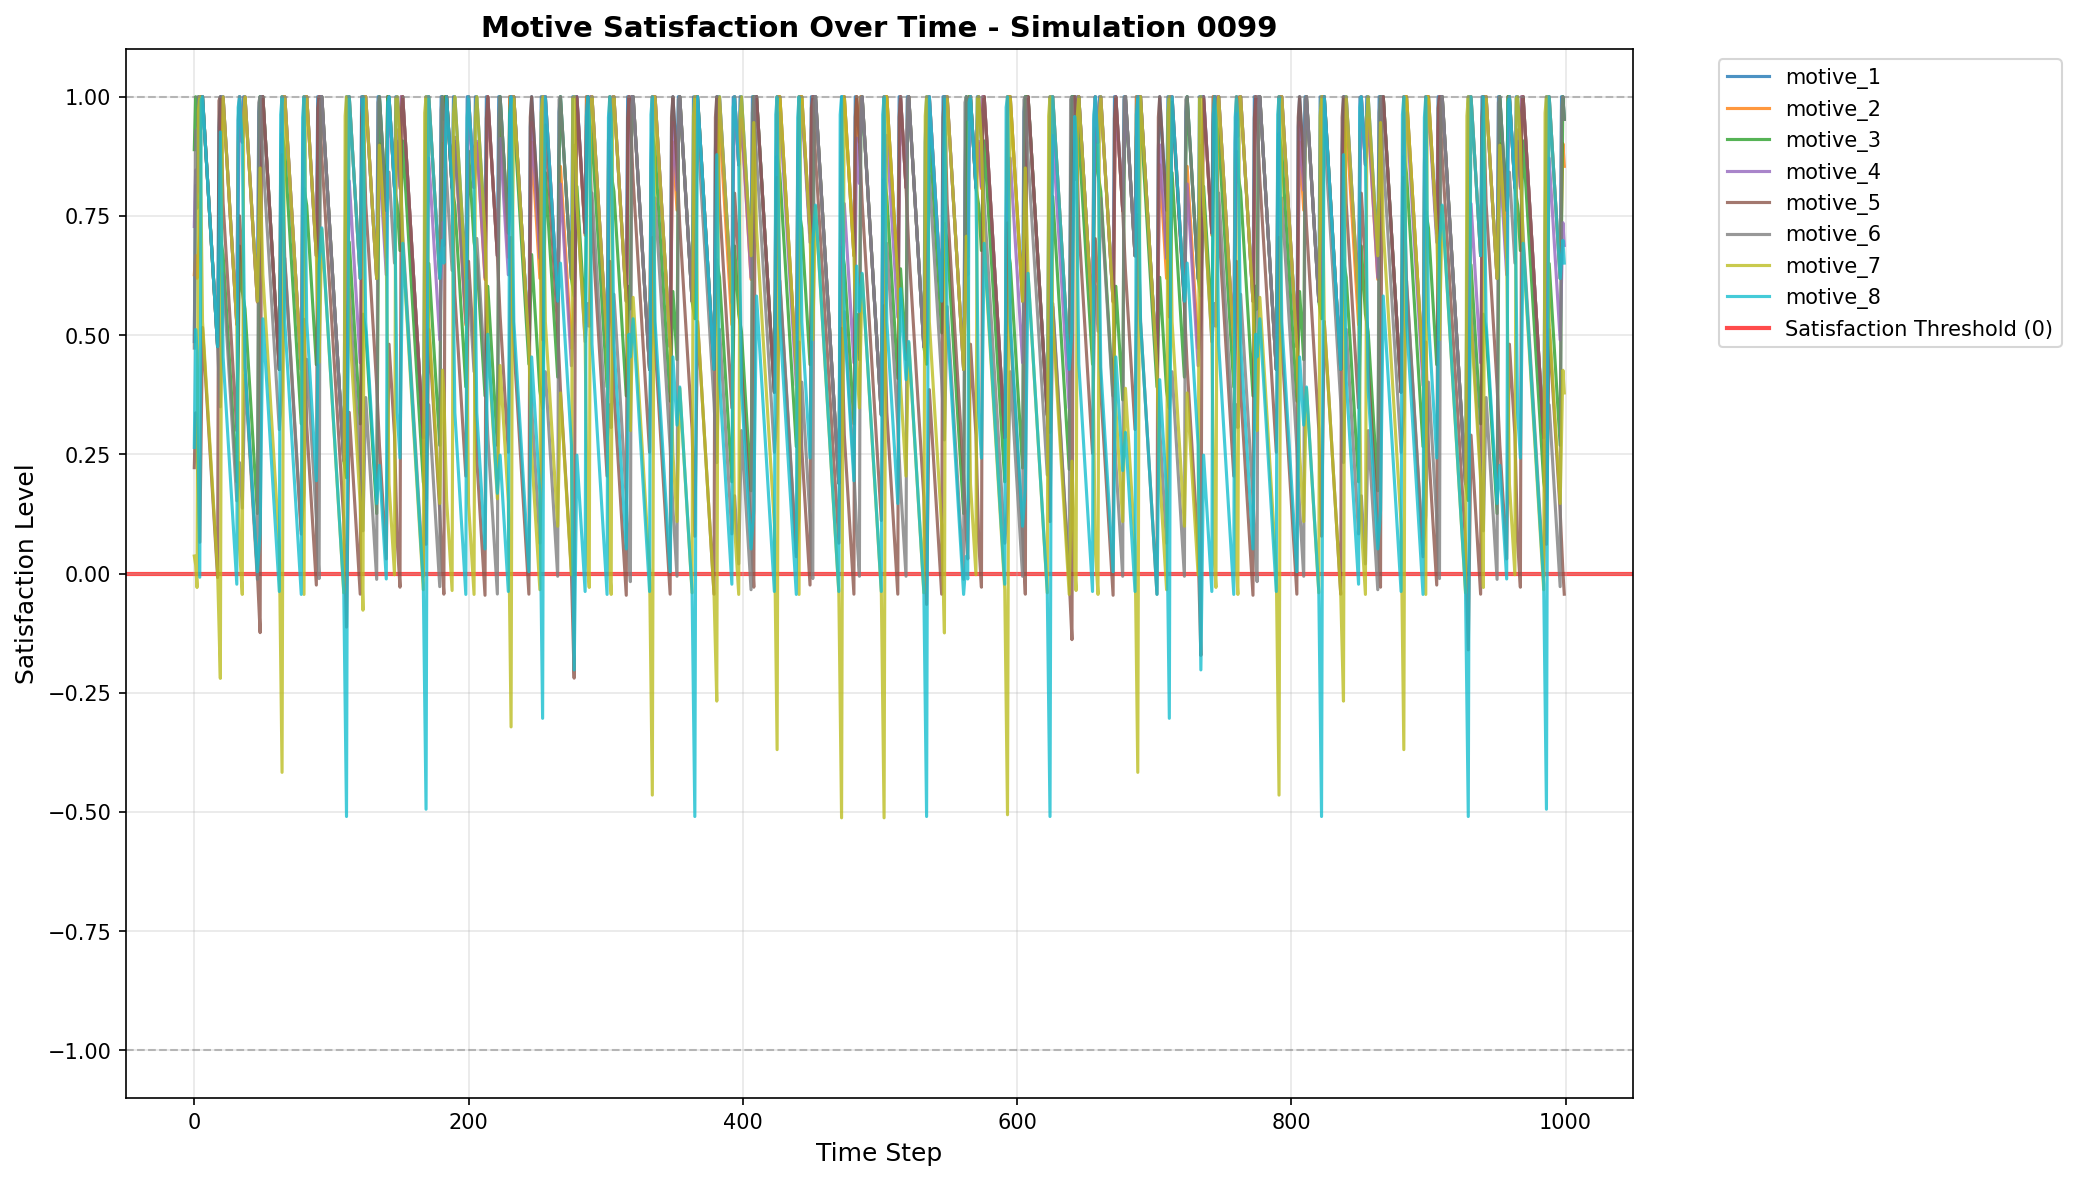 Motive Satisfaction Over Time - Simulation 0099
Satisfaction Level
1.00
0.75
0.50
0.25
0.00
−0.25
−0.50
−0.75
−1.00
0
200
400
600
800
1000
Time Step
motive_1
motive_2
motive_3
motive_4
motive_5
motive_6
motive_7
motive_8
Satisfaction Threshold (0)